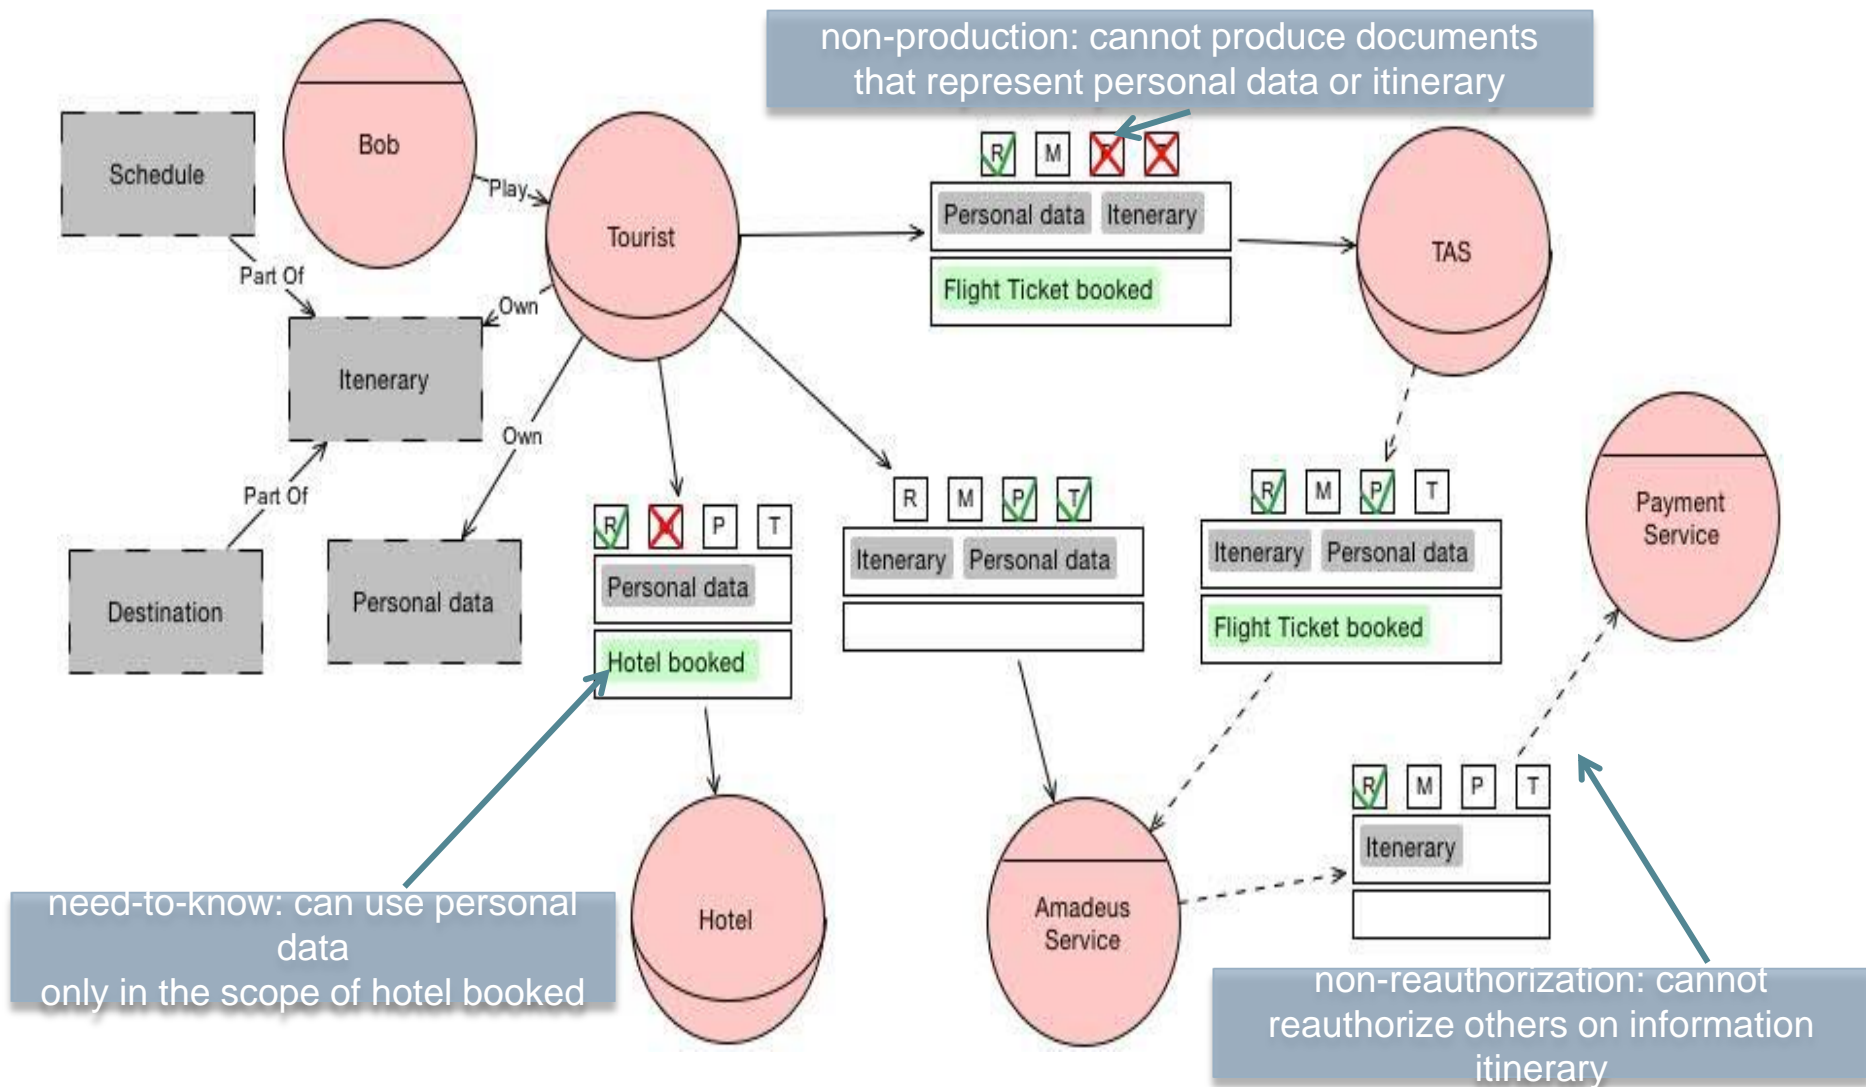 non-production: cannot produce documents
that represent personal data or itinerary
Bob
Schedule
Play
Tourist
R M
Personal data Itenerary
Flight Ticket booked
TAS
Part Of
Own
Itenerary
Own
Part Of
Destination
Personal data
R P T
Personal data
Hotel booked
R M P T
Itenerary Personal data
R M P T
Itenerary Personal data
Flight Ticket booked
Payment
Service
R M P T
Itenerary
Hotel
Amadeus
Service
need-to-know: can use personal
data
only in the scope of hotel booked
non-reauthorization: cannot
reauthorize others on information
itinerary